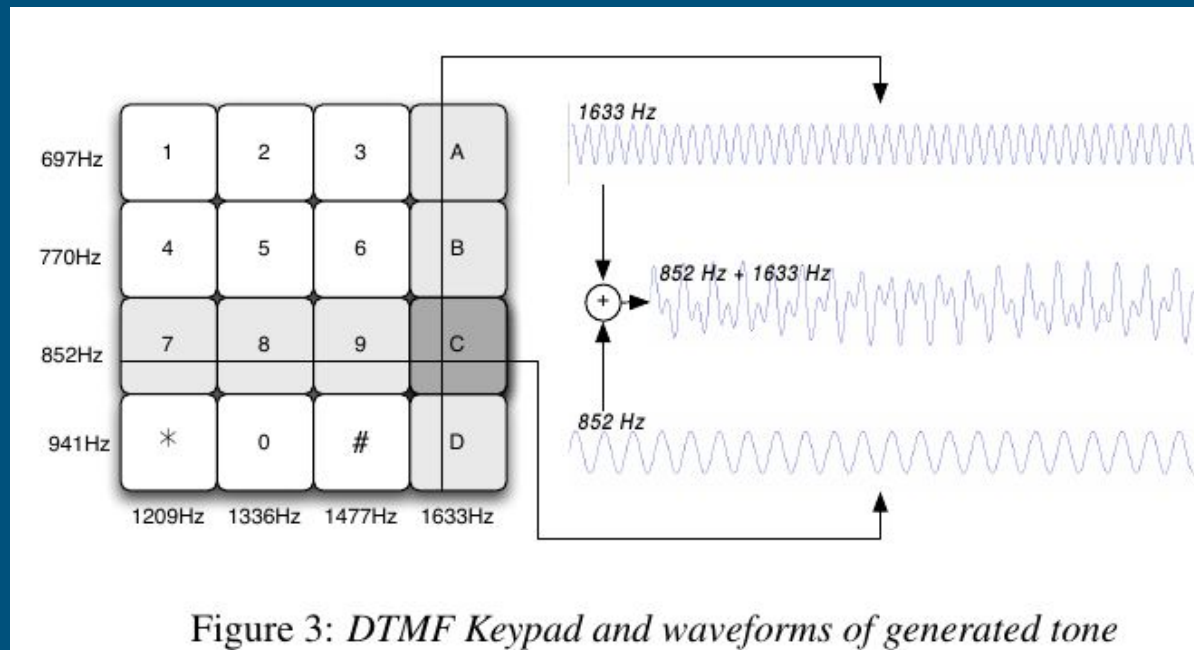 1633 Hz
697Hz 1 2 3 A
770Hz 4 5 6 B
852 Hz + 1633 Hz
+
852Hz 7 8 9 C
852 Hz
941Hz * 0 # D
1209Hz 1336Hz 1477Hz 1633Hz
Figure 3: DTMF Keypad and waveforms of generated tone